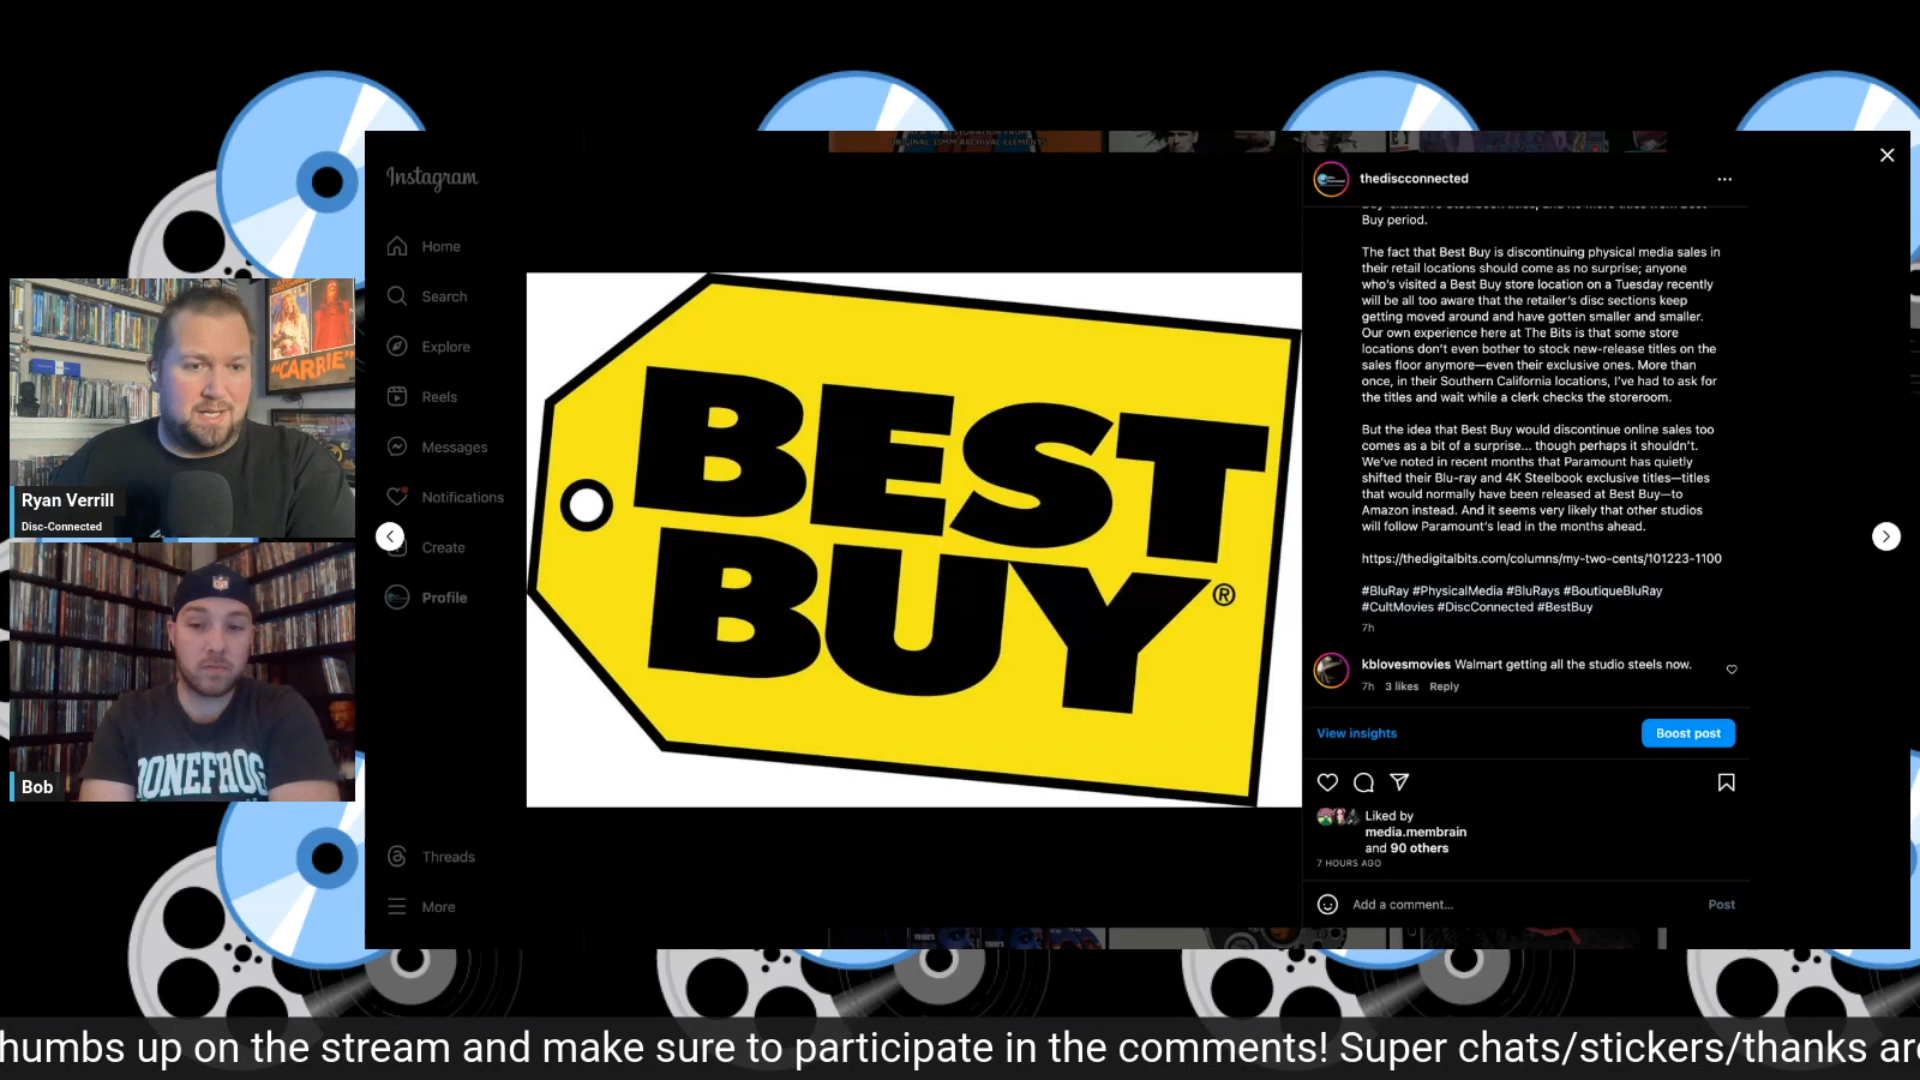 NEW 4K RESTORATION FROM
ORIGINAL 35MM ARCHIVAL ELEMENTS
Instagram
Home
Search
Explore
Reels
Messages
Notifications
Create
Profile
Threads
More
"CARRIE"
Ryan Verrill
Disc-Connected
NFL
BONEFROG
Bob
BEST
BUY®
thediscconnected
Buy period.
The fact that Best Buy is discontinuing physical media sales in
their retail locations should come as no surprise; anyone
who's visited a Best Buy store location on a Tuesday recently
will be all too aware that the retailer's disc sections keep
getting moved around and have gotten smaller and smaller.
Our own experience here at The Bits is that some store
locations don't even bother to stock new-release titles on the
sales floor anymore—even their exclusive ones. More than
once, in their Southern California locations, I've had to ask for
the titles and wait while a clerk checks the storeroom.
But the idea that Best Buy would discontinue online sales too
comes as a bit of a surprise... though perhaps it shouldn't.
We've noted in recent months that Paramount has quietly
shifted their Blu-ray and 4K Steelbook exclusive titles—titles
that would normally have been released at Best Buy—to
Amazon instead. And it seems very likely that other studios
will follow Paramount's lead in the months ahead.
https://thedigitalbits.com/columns/my-two-cents/101223-1100
#BluRay #PhysicalMedia #BluRays #BoutiqueBluRay
#CultMovies #DiscConnected #BestBuy
7h
kblovesmovies Walmart getting all the studio steels now.
7h 3 likes Reply
View insights
Boost post
Liked by
media.membrain
and 90 others
7 HOURS AGO
Add a comment...
Post
humbs up on the stream and make sure to participate in the comments! Super chats/stickers/thanks are